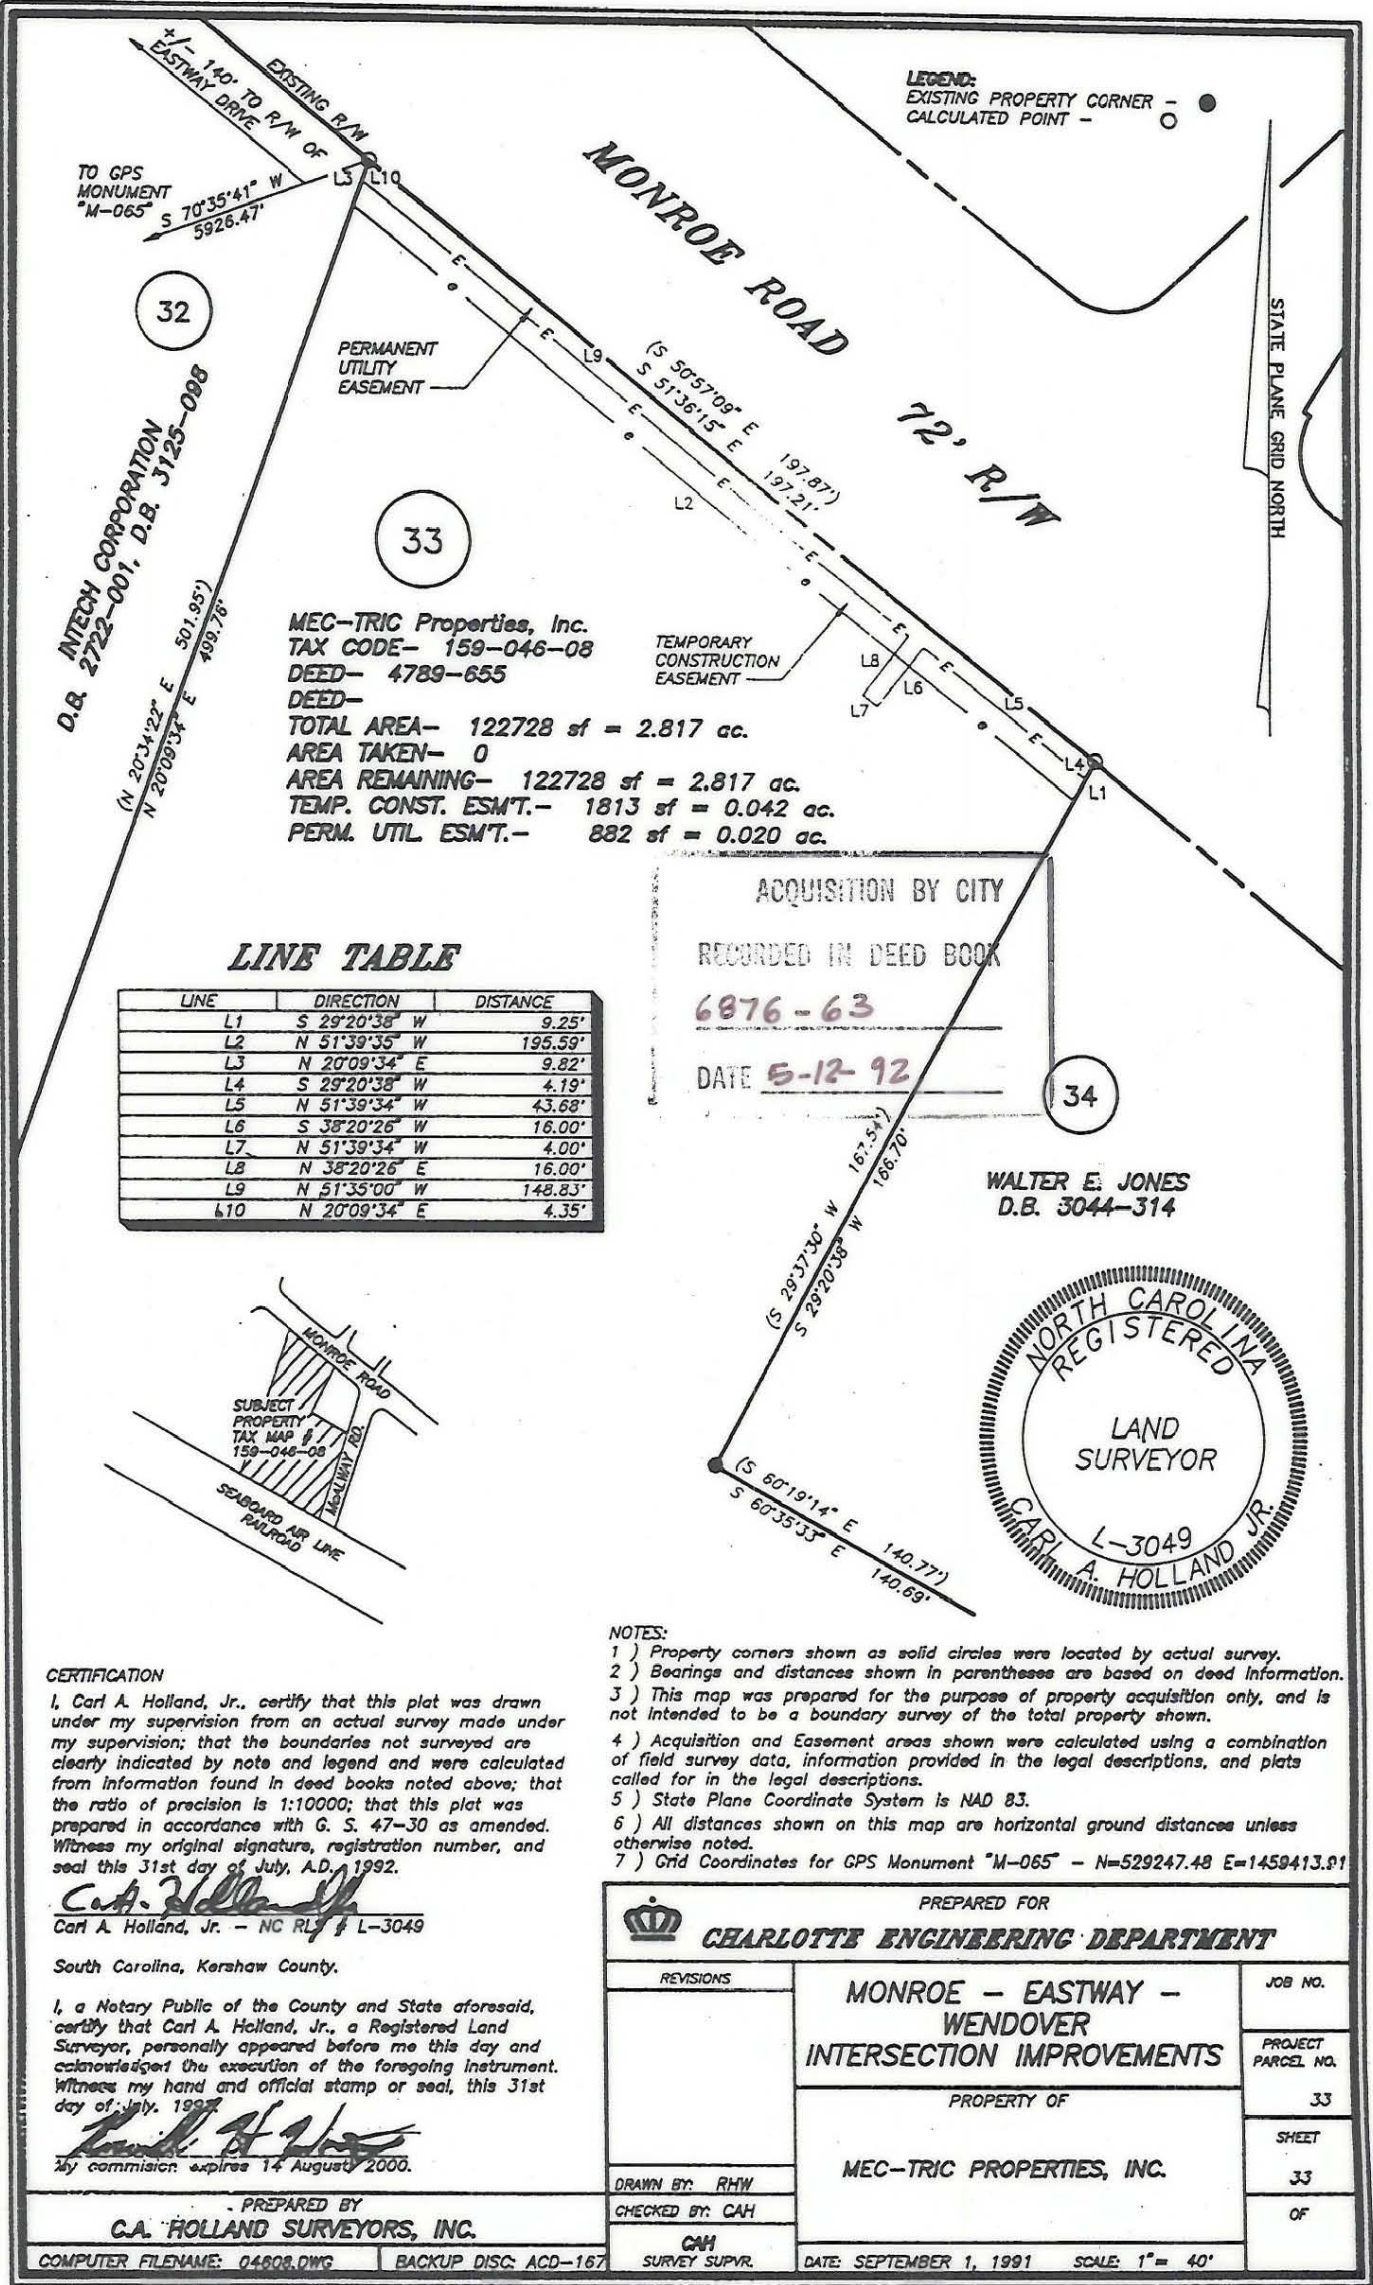 LEGEND:
EXISTING PROPERTY CORNER -
CALCULATED POINT -
+/- 140' TO R/W OF
EASTWAY DRIVE
EXISTING R/W
TO GPS
MONUMENT
"M-065"
S 70°35'41" W
5926.47'
L3
L10
MONROE ROAD
72' R/W
STATE PLANE GRID NORTH
32
INTECH CORPORATION
D.B. 2722-001, D.B. 3125-098
PERMANENT
UTILITY
EASEMENT
E
e
E
L9
(S 50°57'09" E 197.87')
S 51°36'15" E 197.21'
E
e
L2
E
33
(N 20°34'22" E 501.95')
N 20°09'34" E 499.76'
MEC-TRIC Properties, Inc.
TAX CODE- 159-046-08
DEED- 4789-655
DEED-
TOTAL AREA- 122728 sf = 2.817 ac.
AREA TAKEN- 0
AREA REMAINING- 122728 sf = 2.817 ac.
TEMP. CONST. ESM'T.- 1813 sf = 0.042 ac.
PERM. UTIL. ESM'T.- 882 sf = 0.020 ac.
TEMPORARY
CONSTRUCTION
EASEMENT
E
e
E
L8
L6
L7
E
L5
e
E
L4
L1
ACQUISITION BY CITY
RECORDED IN DEED BOOK
6876-63
DATE 5-12-92
LINE TABLE
LINE DIRECTION DISTANCE
L1 S 29°20'38" W 9.25'
L2 N 51°39'35" W 195.59'
L3 N 20°09'34" E 9.82'
L4 S 29°20'38" W 4.19'
L5 N 51°39'34" W 43.68'
L6 S 38°20'26" W 16.00'
L7 N 51°39'34" W 4.00'
L8 N 38°20'26" E 16.00'
L9 N 51°35'00" W 148.83'
L10 N 20°09'34" E 4.35'
34
WALTER E. JONES
D.B. 3044-314
(S 29°37'30" W 167.54')
S 29°20'38" W 166.70'
(S 60°19'14" E 140.77')
S 60°35'33" E 140.69'
MONROE ROAD
SUBJECT
PROPERTY
TAX MAP #
159-046-08
McALWAY RD.
SEABOARD AIR LINE
RAILROAD
NORTH CAROLINA
REGISTERED
LAND
SURVEYOR
L-3049
CARL A. HOLLAND JR.
NOTES:
1 ) Property corners shown as solid circles were located by actual survey.
2 ) Bearings and distances shown in parentheses are based on deed information.
3 ) This map was prepared for the purpose of property acquisition only, and is
not intended to be a boundary survey of the total property shown.
4 ) Acquisition and Easement areas shown were calculated using a combination
of field survey data, information provided in the legal descriptions, and plats
called for in the legal descriptions.
5 ) State Plane Coordinate System is NAD 83.
6 ) All distances shown on this map are horizontal ground distances unless
otherwise noted.
7 ) Grid Coordinates for GPS Monument "M-065" - N=529247.48 E=1459413.91
CERTIFICATION
I, Carl A. Holland, Jr., certify that this plat was drawn
under my supervision from an actual survey made under
my supervision; that the boundaries not surveyed are
clearly indicated by note and legend and were calculated
from information found in deed books noted above; that
the ratio of precision is 1:10000; that this plat was
prepared in accordance with G. S. 47-30 as amended.
Witness my original signature, registration number, and
seal this 31st day of July, A.D., 1992.
Carl A. Holland, Jr. - NC RLS # L-3049
South Carolina, Kershaw County.
I, a Notary Public of the County and State aforesaid,
certify that Carl A. Holland, Jr., a Registered Land
Surveyor, personally appeared before me this day and
acknowledged the execution of the foregoing instrument.
Witness my hand and official stamp or seal, this 31st
day of July. 1992.
My commision expires 14 August 2000.
PREPARED BY
C.A. HOLLAND SURVEYORS, INC.
COMPUTER FILENAME: 04608.DWG
BACKUP DISC: ACD-167
PREPARED FOR
CHARLOTTE ENGINEERING DEPARTMENT
REVISIONS
DRAWN BY: RHW
CHECKED BY: CAH
CAH
SURVEY SUPVR.
MONROE - EASTWAY -
WENDOVER
INTERSECTION IMPROVEMENTS
PROPERTY OF
MEC-TRIC PROPERTIES, INC.
DATE: SEPTEMBER 1, 1991 SCALE: 1"= 40'
JOB NO.
PROJECT
PARCEL NO.
33
SHEET
33
OF